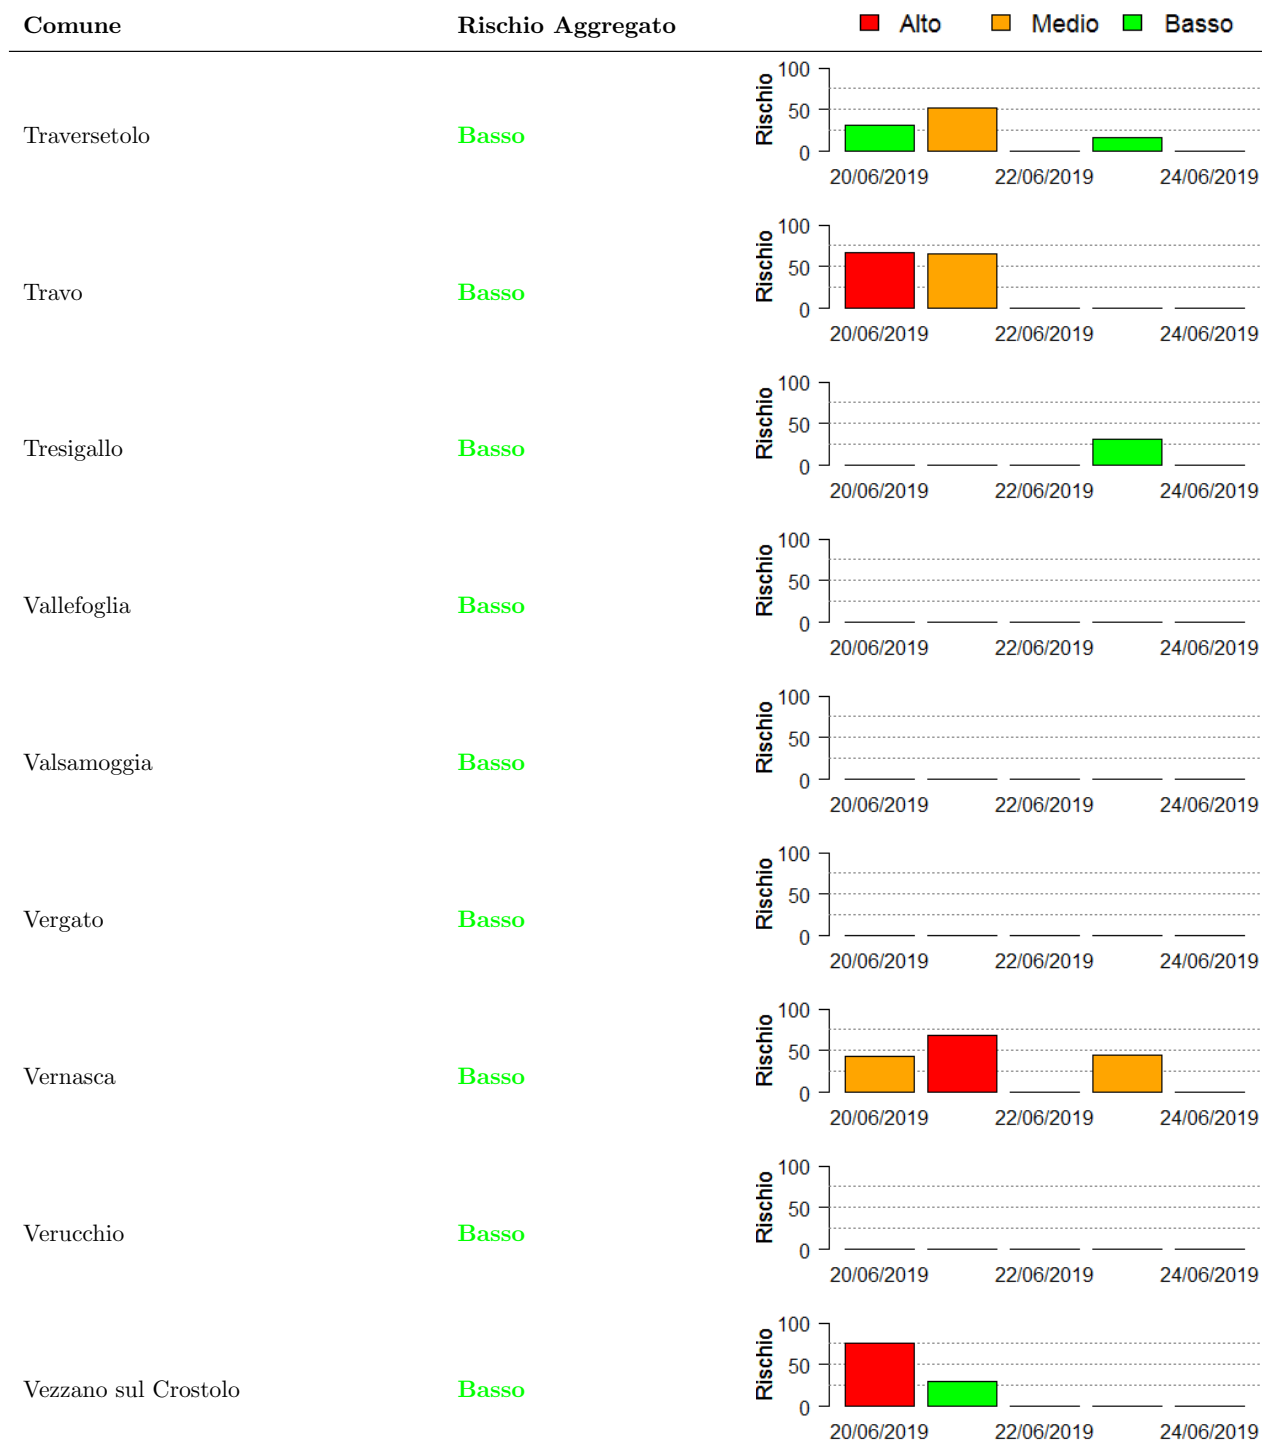 Comune Rischio Aggregato Alto Medio Basso
Traversetolo Basso Rischio 100 50 0
20/06/2019 22/06/2019 24/06/2019
Travo Basso Rischio 100 50 0
20/06/2019 22/06/2019 24/06/2019
Tresigallo Basso Rischio 100 50 0
20/06/2019 22/06/2019 24/06/2019
Vallefoglia Basso Rischio 100 50 0
20/06/2019 22/06/2019 24/06/2019
Valsamoggia Basso Rischio 100 50 0
20/06/2019 22/06/2019 24/06/2019
Vergato Basso Rischio 100 50 0
20/06/2019 22/06/2019 24/06/2019
Vernasca Basso Rischio 100 50 0
20/06/2019 22/06/2019 24/06/2019
Verucchio Basso Rischio 100 50 0
20/06/2019 22/06/2019 24/06/2019
Vezzano sul Crostolo Basso Rischio 100 50 0
20/06/2019 22/06/2019 24/06/2019